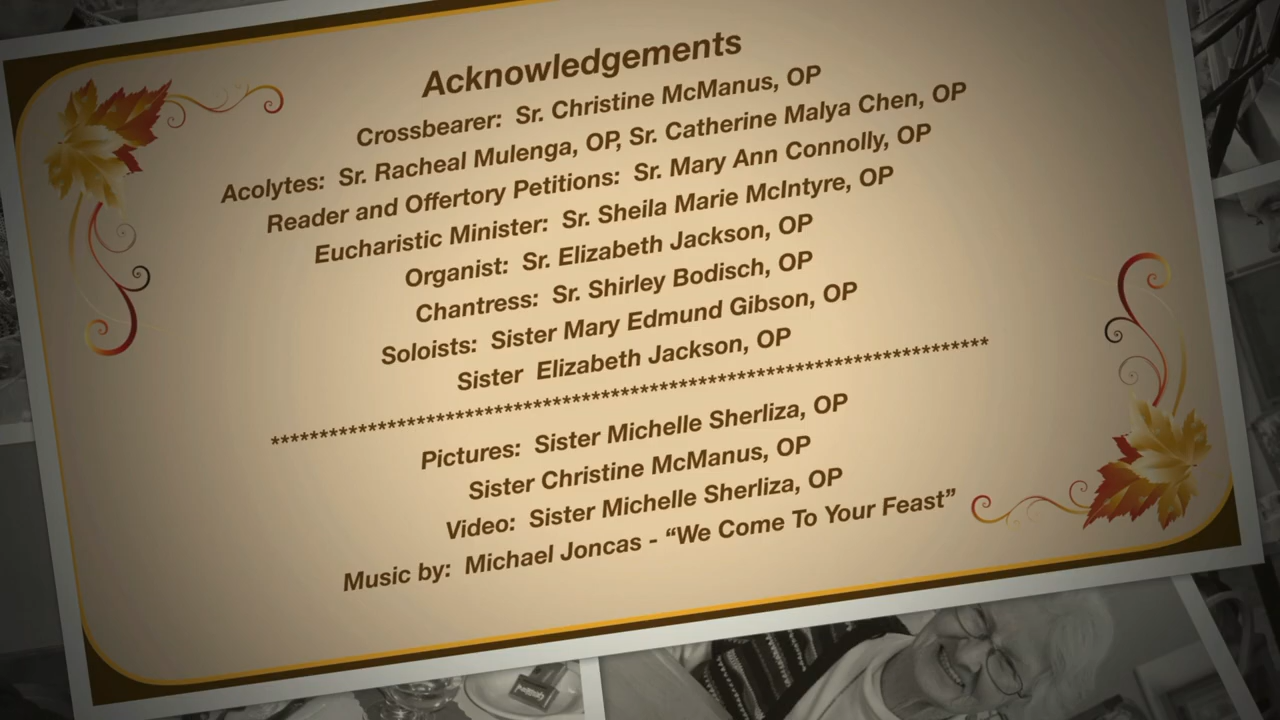 Acknowledgements
Crossbearer: Sr. Christine McManus, OP
Acolytes: Sr. Racheal Mulenga, OP, Sr. Catherine Malya Chen, OP
Reader and Offertory Petitions: Sr. Mary Ann Connolly, OP
Eucharistic Minister: Sr. Sheila Marie McIntyre, OP
Organist: Sr. Elizabeth Jackson, OP
Chantress: Sr. Shirley Bodisch, OP
Soloists: Sister Mary Edmund Gibson, OP
Sister Elizabeth Jackson, OP
******************************************************************
Pictures: Sister Michelle Sherliza, OP
Sister Christine McManus, OP
Video: Sister Michelle Sherliza, OP
Music by: Michael Joncas - “We Come To Your Feast”